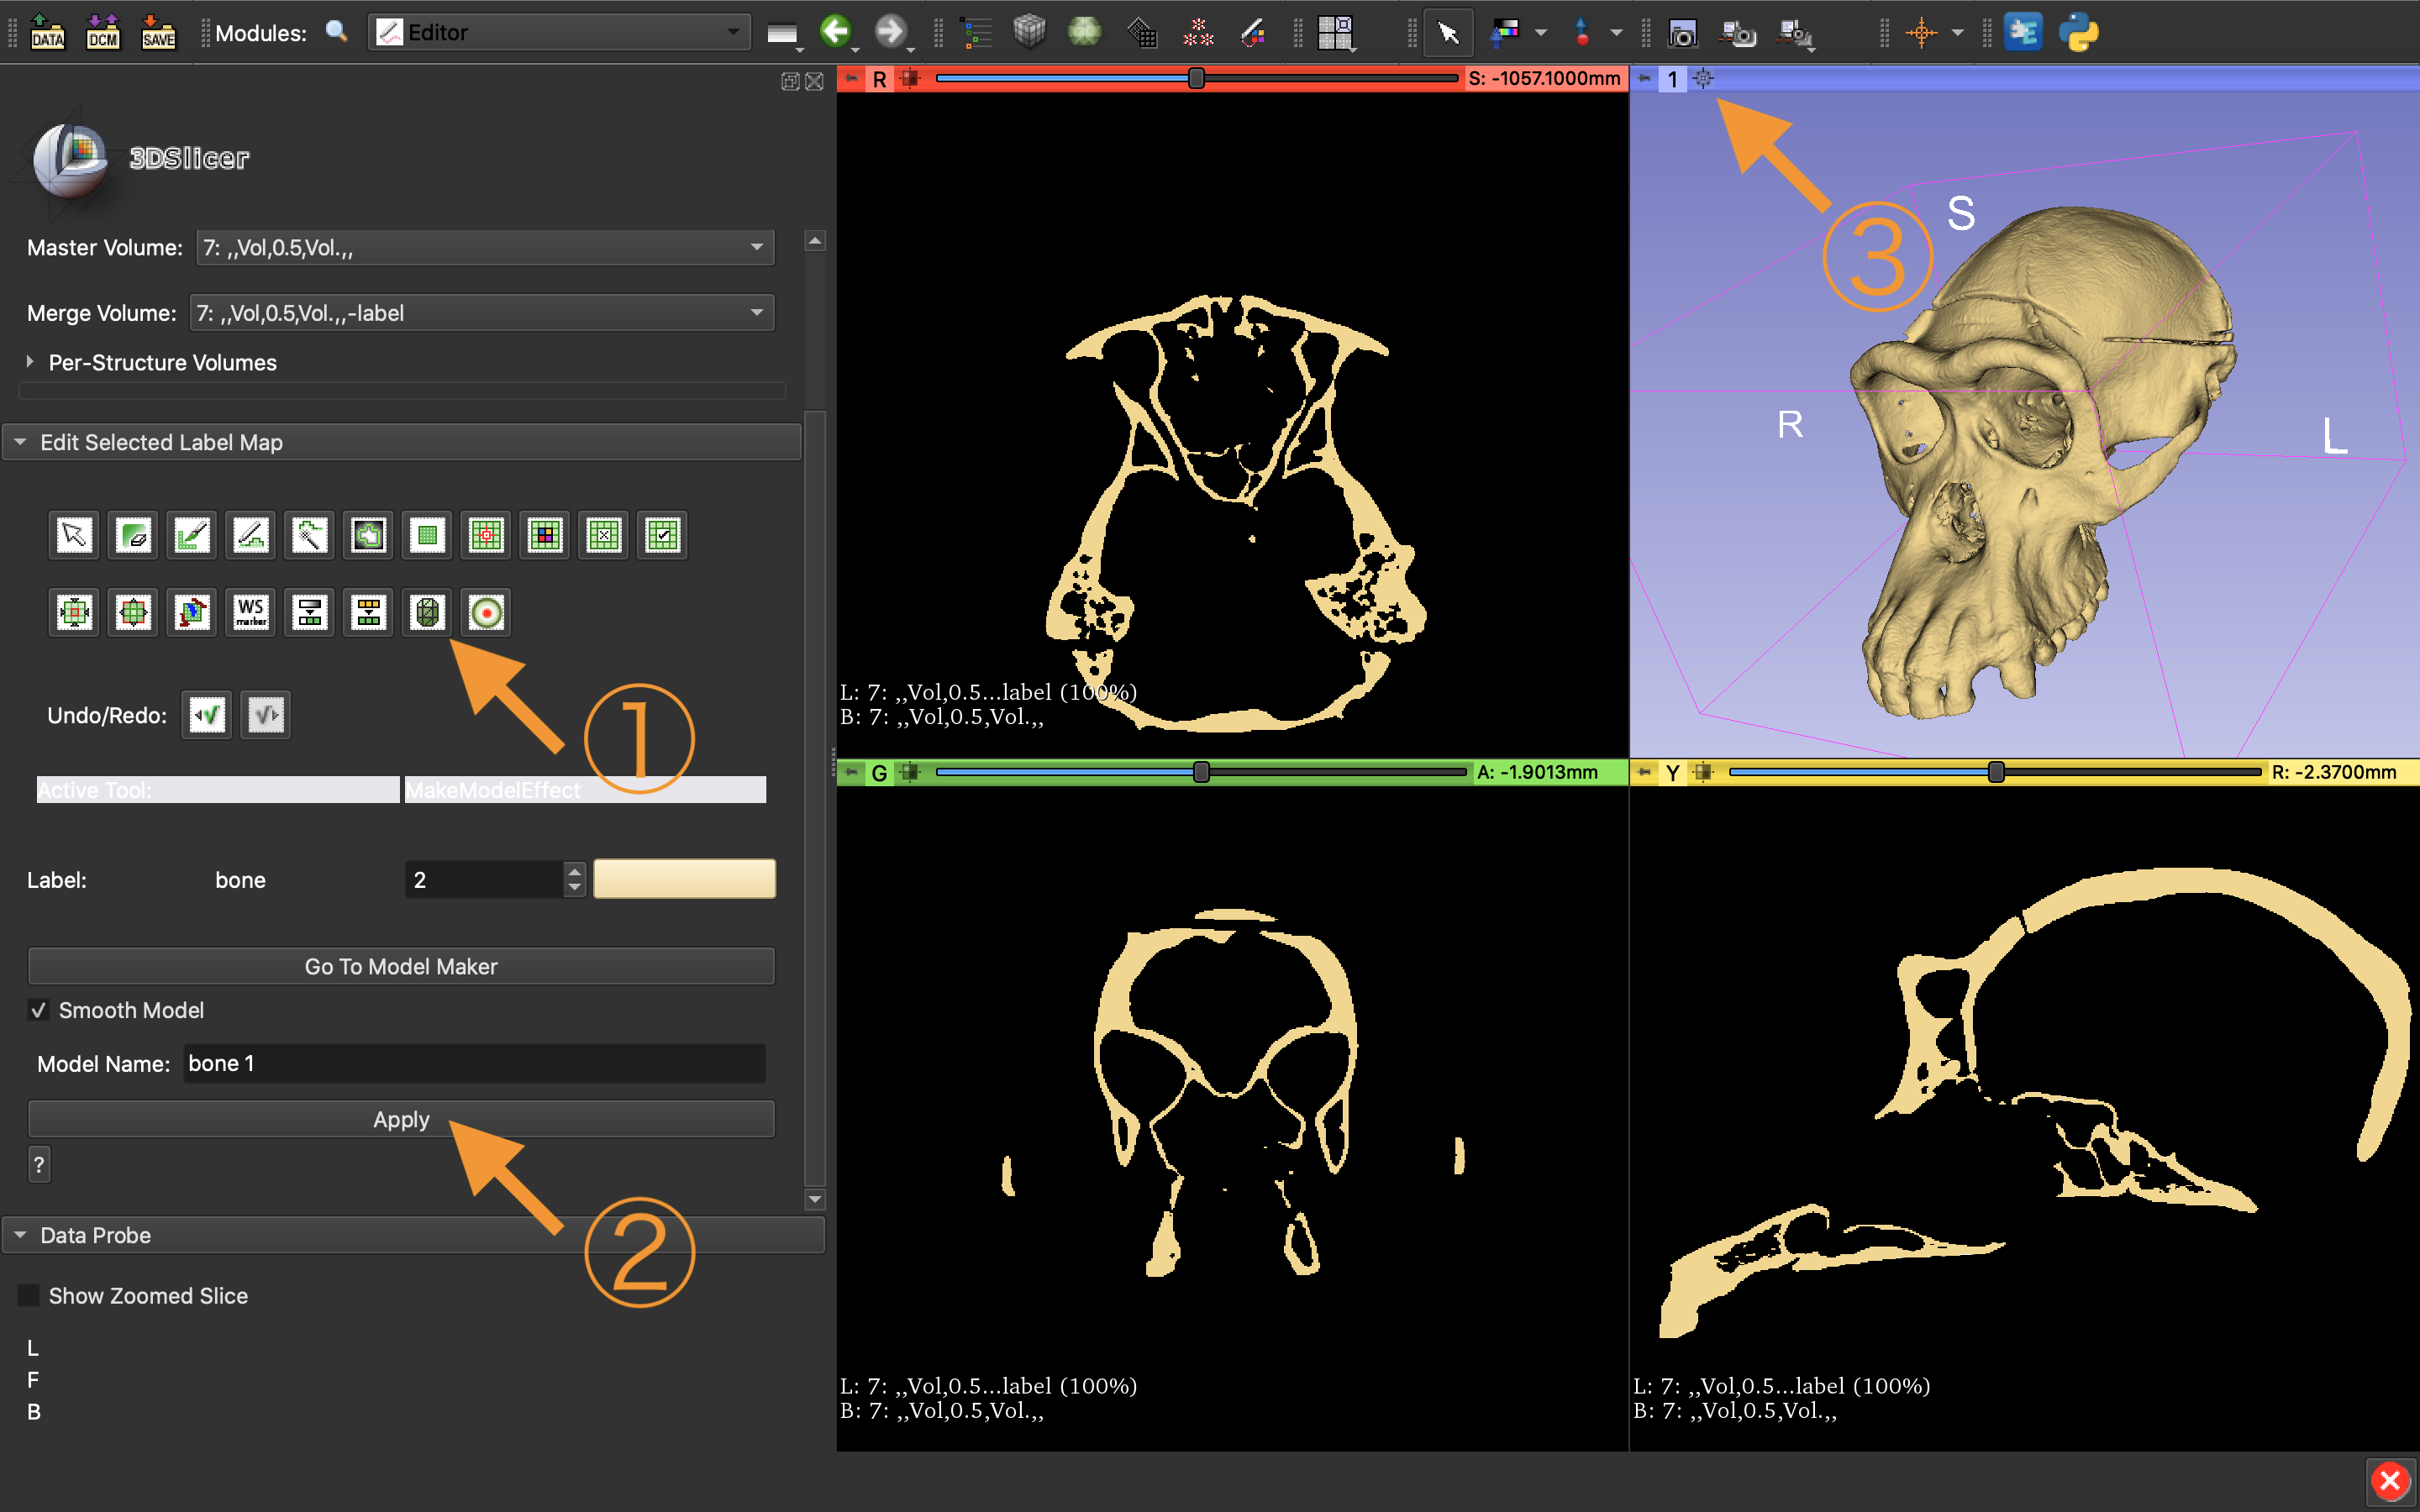 DATA DCM SAVE Modules: Editor
R S: -1057.1000mm
1
3DSlicer
Master Volume: 7: ,,Vol,0.5,Vol.,,
Merge Volume: 7: ,,Vol,0.5,Vol.,,-label
Per-Structure Volumes
Edit Selected Label Map
WS
marker
Undo/Redo:
Active Tool: MakeModelEffect
Label: bone 2
Go To Model Maker
Smooth Model
Model Name: bone 1
Apply
?
Data Probe
Show Zoomed Slice
L
F
B
①
②
L: 7: ,,Vol,0.5...label (100%)
B: 7: ,,Vol,0.5,Vol.,,
③
S
R
L
G A: -1.9013mm
L: 7: ,,Vol,0.5...label (100%)
B: 7: ,,Vol,0.5,Vol.,,
Y R: -2.3700mm
L: 7: ,,Vol,0.5...label (100%)
B: 7: ,,Vol,0.5,Vol.,,